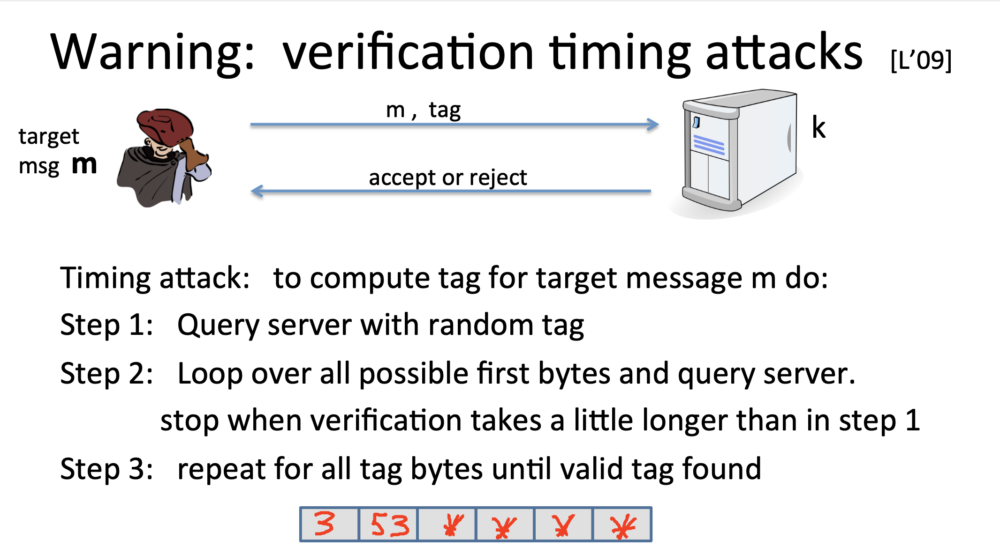 Warning: verification timing attacks [L’09]
m , tag
k
target
msg m
accept or reject
Timing attack: to compute tag for target message m do:
Step 1: Query server with random tag
Step 2: Loop over all possible first bytes and query server.
stop when verification takes a little longer than in step 1
Step 3: repeat for all tag bytes until valid tag found
3 53 * * * *